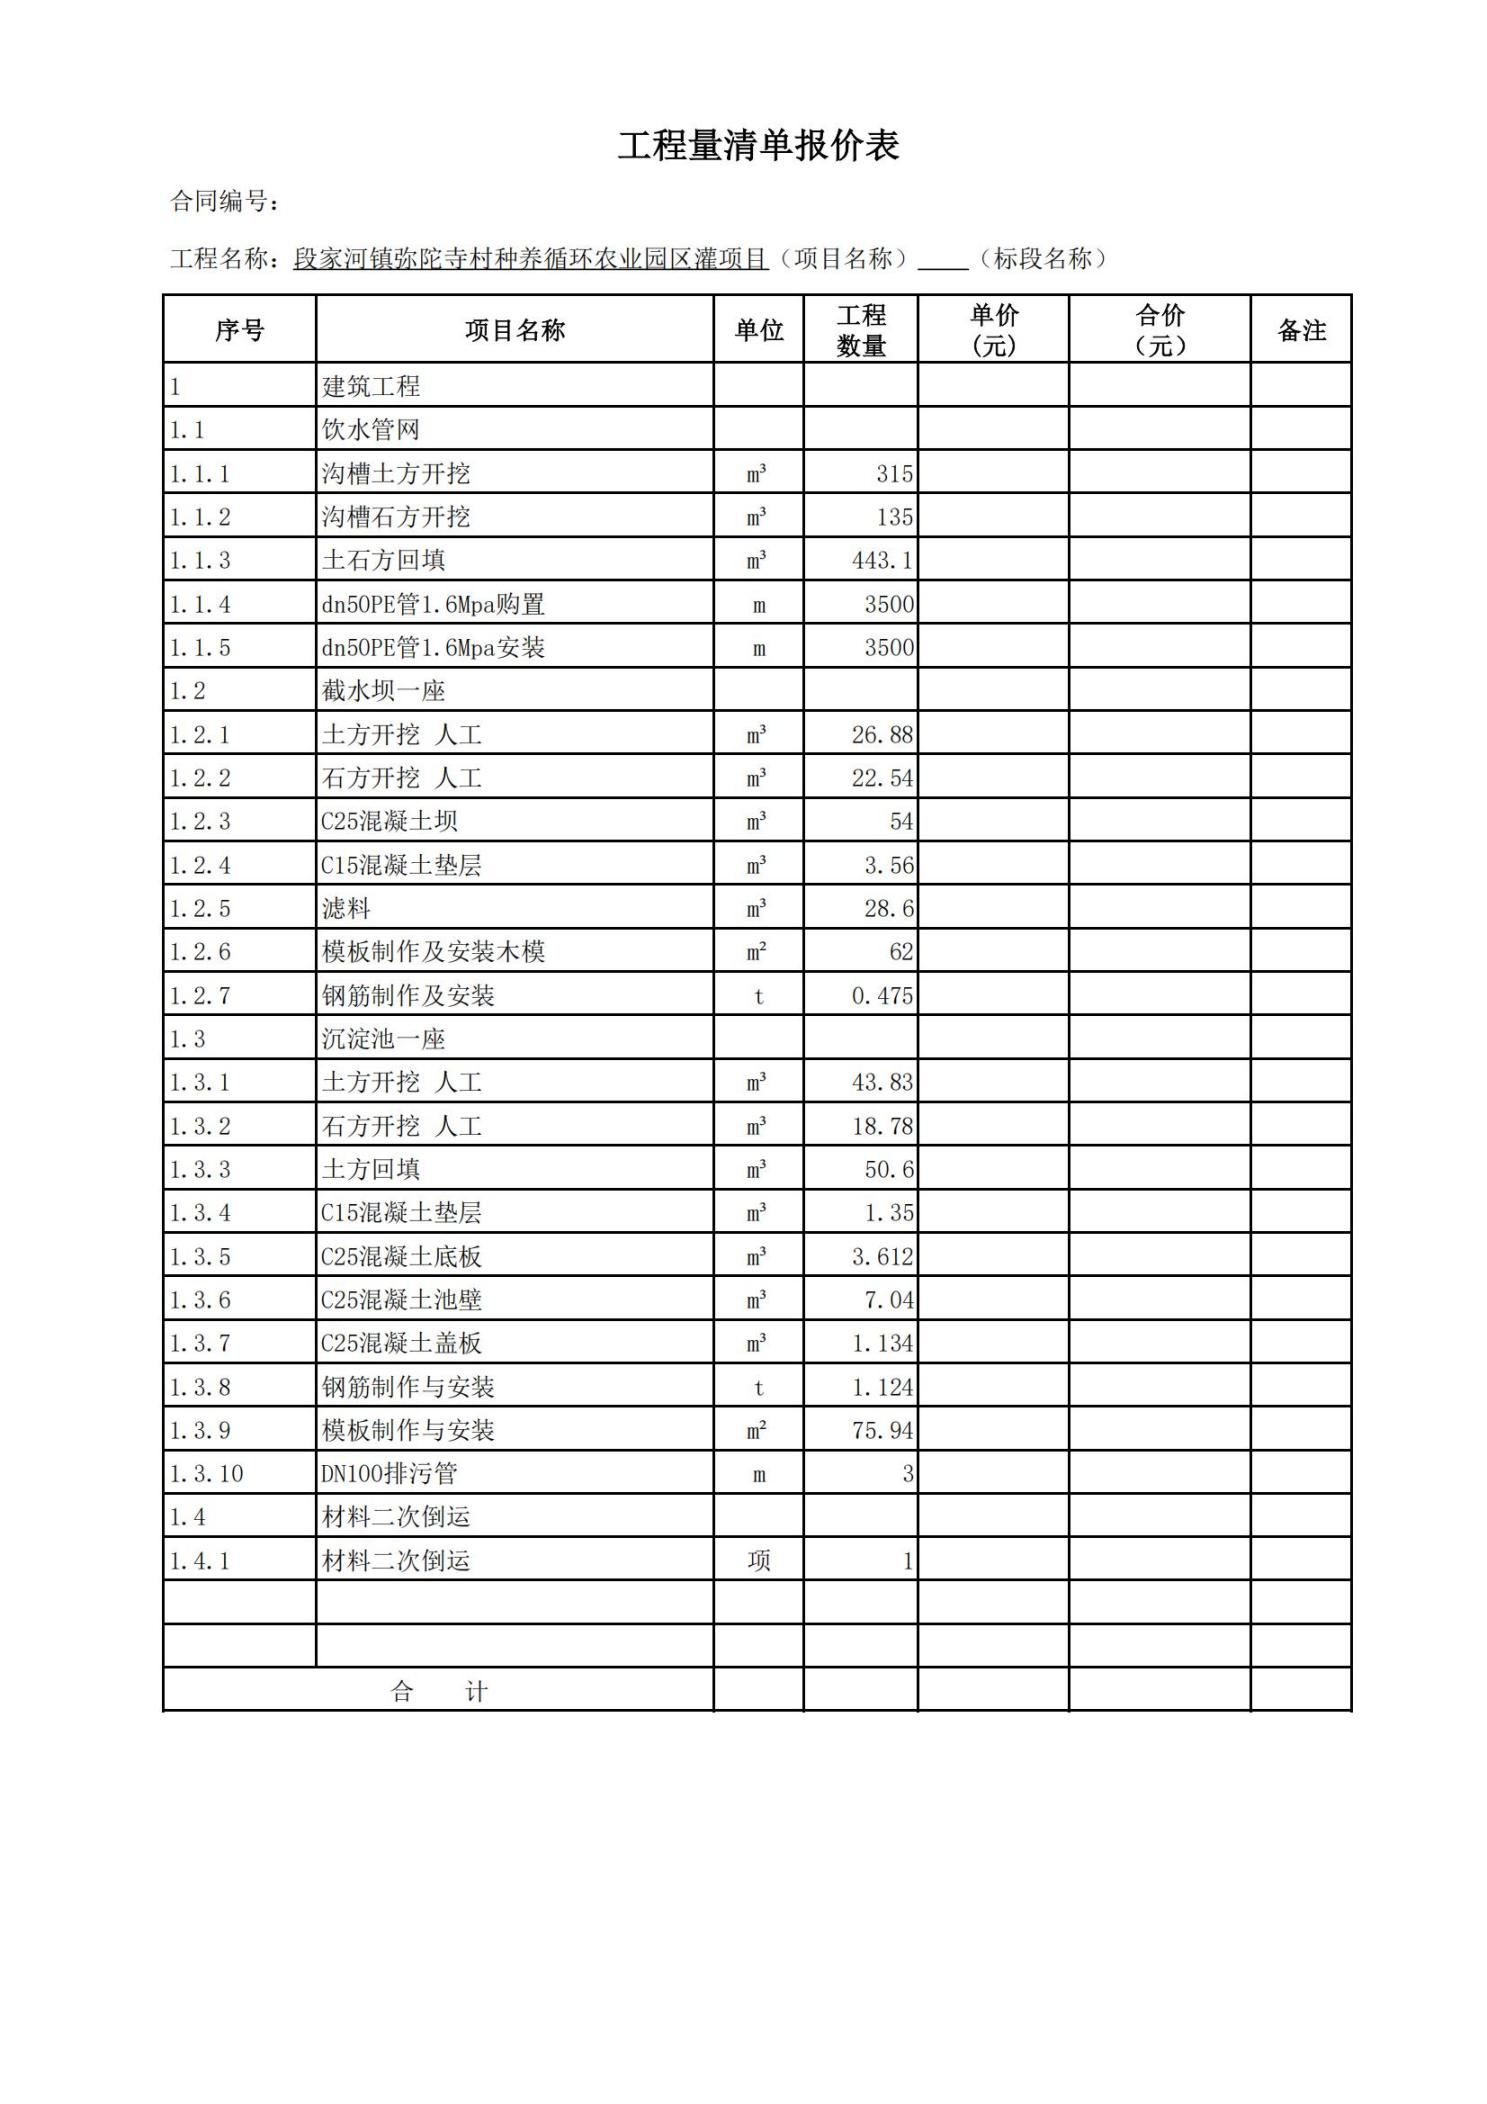 工程量清单报价表
合同编号：
工程名称：段家河镇弥陀寺村种养循环农业园区灌项目（项目名称）____（标段名称）
序号 项目名称 单位 工程数量 单价(元) 合价（元） 备注
1 建筑工程
1.1 饮水管网
1.1.1 沟槽土方开挖 m³ 315
1.1.2 沟槽石方开挖 m³ 135
1.1.3 土石方回填 m³ 443.1
1.1.4 dn50PE管1.6Mpa购置 m 3500
1.1.5 dn50PE管1.6Mpa安装 m 3500
1.2 截水坝一座
1.2.1 土方开挖 人工 m³ 26.88
1.2.2 石方开挖 人工 m³ 22.54
1.2.3 C25混凝土坝 m³ 54
1.2.4 C15混凝土垫层 m³ 3.56
1.2.5 滤料 m³ 28.6
1.2.6 模板制作及安装木模 m² 62
1.2.7 钢筋制作及安装 t 0.475
1.3 沉淀池一座
1.3.1 土方开挖 人工 m³ 43.83
1.3.2 石方开挖 人工 m³ 18.78
1.3.3 土方回填 m³ 50.6
1.3.4 C15混凝土垫层 m³ 1.35
1.3.5 C25混凝土底板 m³ 3.612
1.3.6 C25混凝土池壁 m³ 7.04
1.3.7 C25混凝土盖板 m³ 1.134
1.3.8 钢筋制作与安装 t 1.124
1.3.9 模板制作与安装 m² 75.94
1.3.10 DN100排污管 m 3
1.4 材料二次倒运
1.4.1 材料二次倒运 项 1
合 计